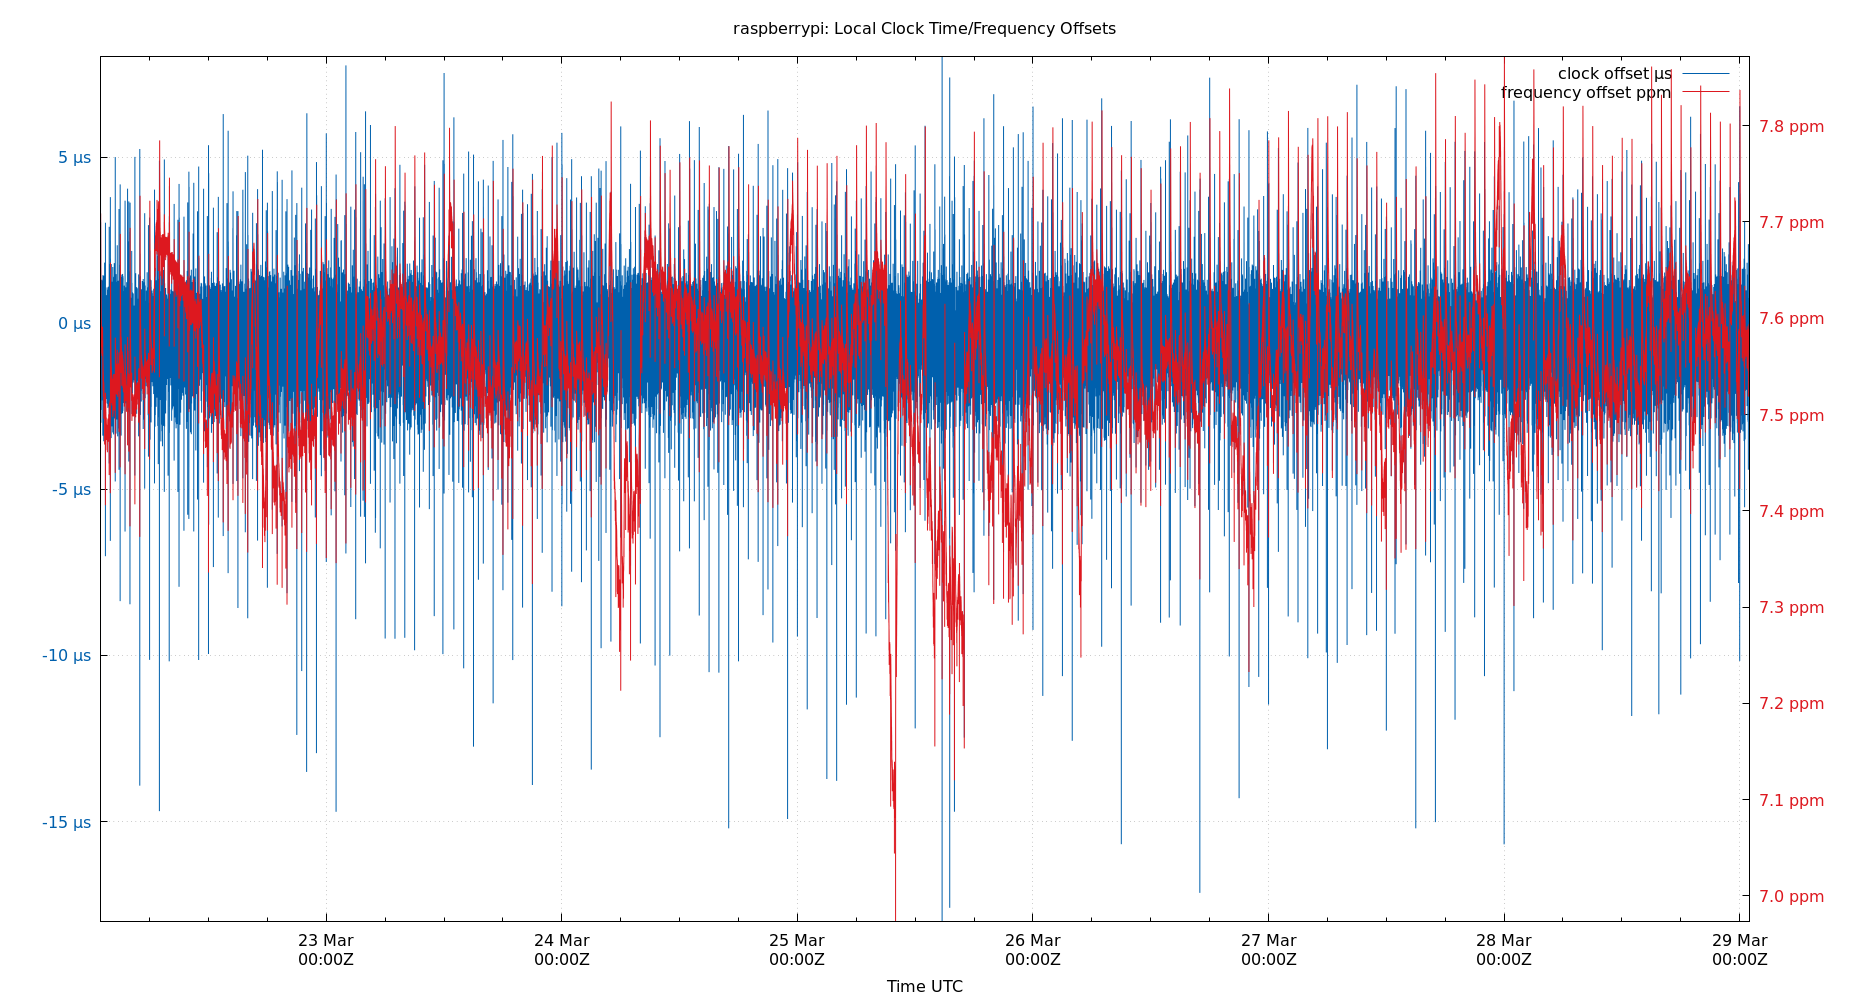 raspberrypi: Local Clock Time/Frequency Offsets
clock offset µs
frequency offset ppm
5 µs
0 µs
-5 µs
-10 µs
-15 µs
7.8 ppm
7.7 ppm
7.6 ppm
7.5 ppm
7.4 ppm
7.3 ppm
7.2 ppm
7.1 ppm
7.0 ppm
23 Mar
00:00Z
24 Mar
00:00Z
25 Mar
00:00Z
26 Mar
00:00Z
27 Mar
00:00Z
28 Mar
00:00Z
29 Mar
00:00Z
Time UTC